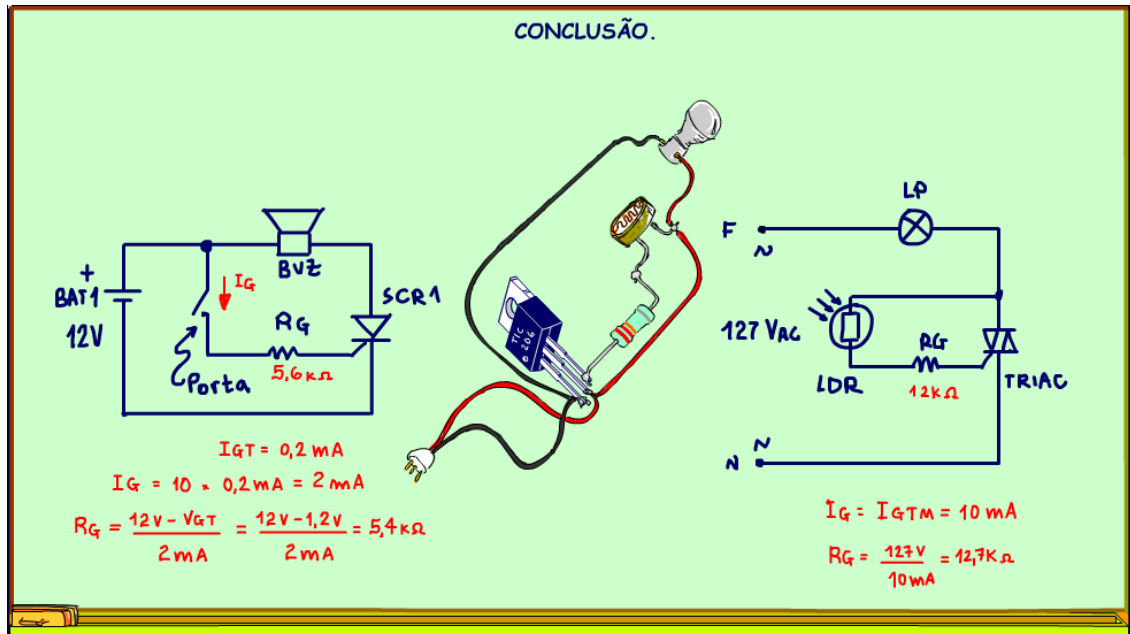 CONCLUSÃO.
BUZ
+
BAT1
12V
IG
SCR1
RG
5,6KΩ
Porta
IGT = 0,2 mA
IG = 10 × 0,2mA = 2mA
RG = 12V - VGT / 2mA = 12V - 1,2V / 2mA = 5,4KΩ
TIC
206
LP
F
~
127 VAC
LDR
RG
12KΩ
TRIAC
~
N
IG = IGTM = 10 mA
RG = 127V / 10mA = 12,7KΩ